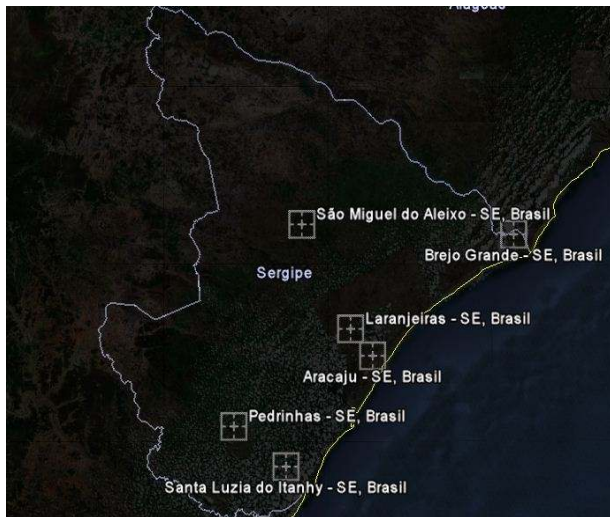 Alagoas
São Miguel do Aleixo - SE, Brasil
Brejo Grande - SE, Brasil
Sergipe
Laranjeiras - SE, Brasil
Aracaju - SE, Brasil
Pedrinhas - SE, Brasil
Santa Luzia do Itanhy - SE, Brasil